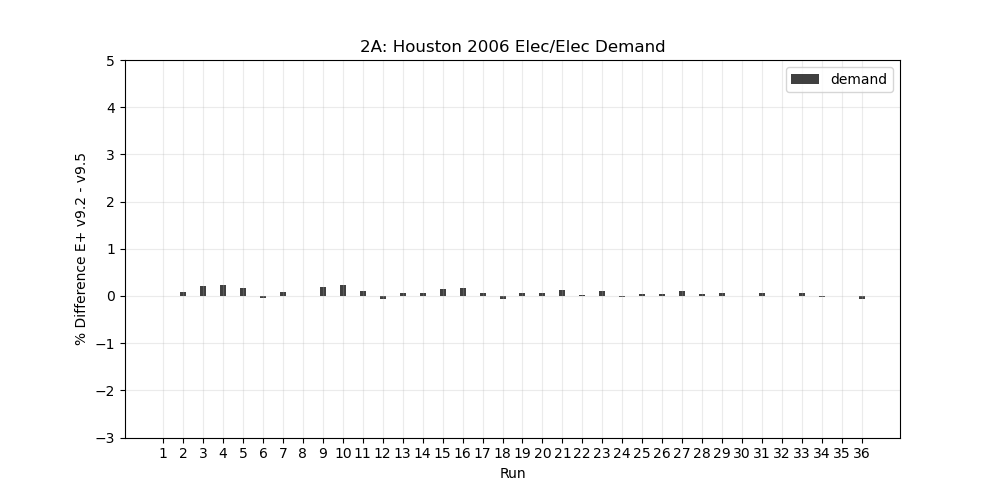 2A: Houston 2006 Elec/Elec Demand
demand
5
4
3
2
1
0
−1
−2
−3
% Difference E+ v9.2 - v9.5
1 2 3 4 5 6 7 8 9 10 11 12 13 14 15 16 17 18 19 20 21 22 23 24 25 26 27 28 29 30 31 32 33 34 35 36
Run